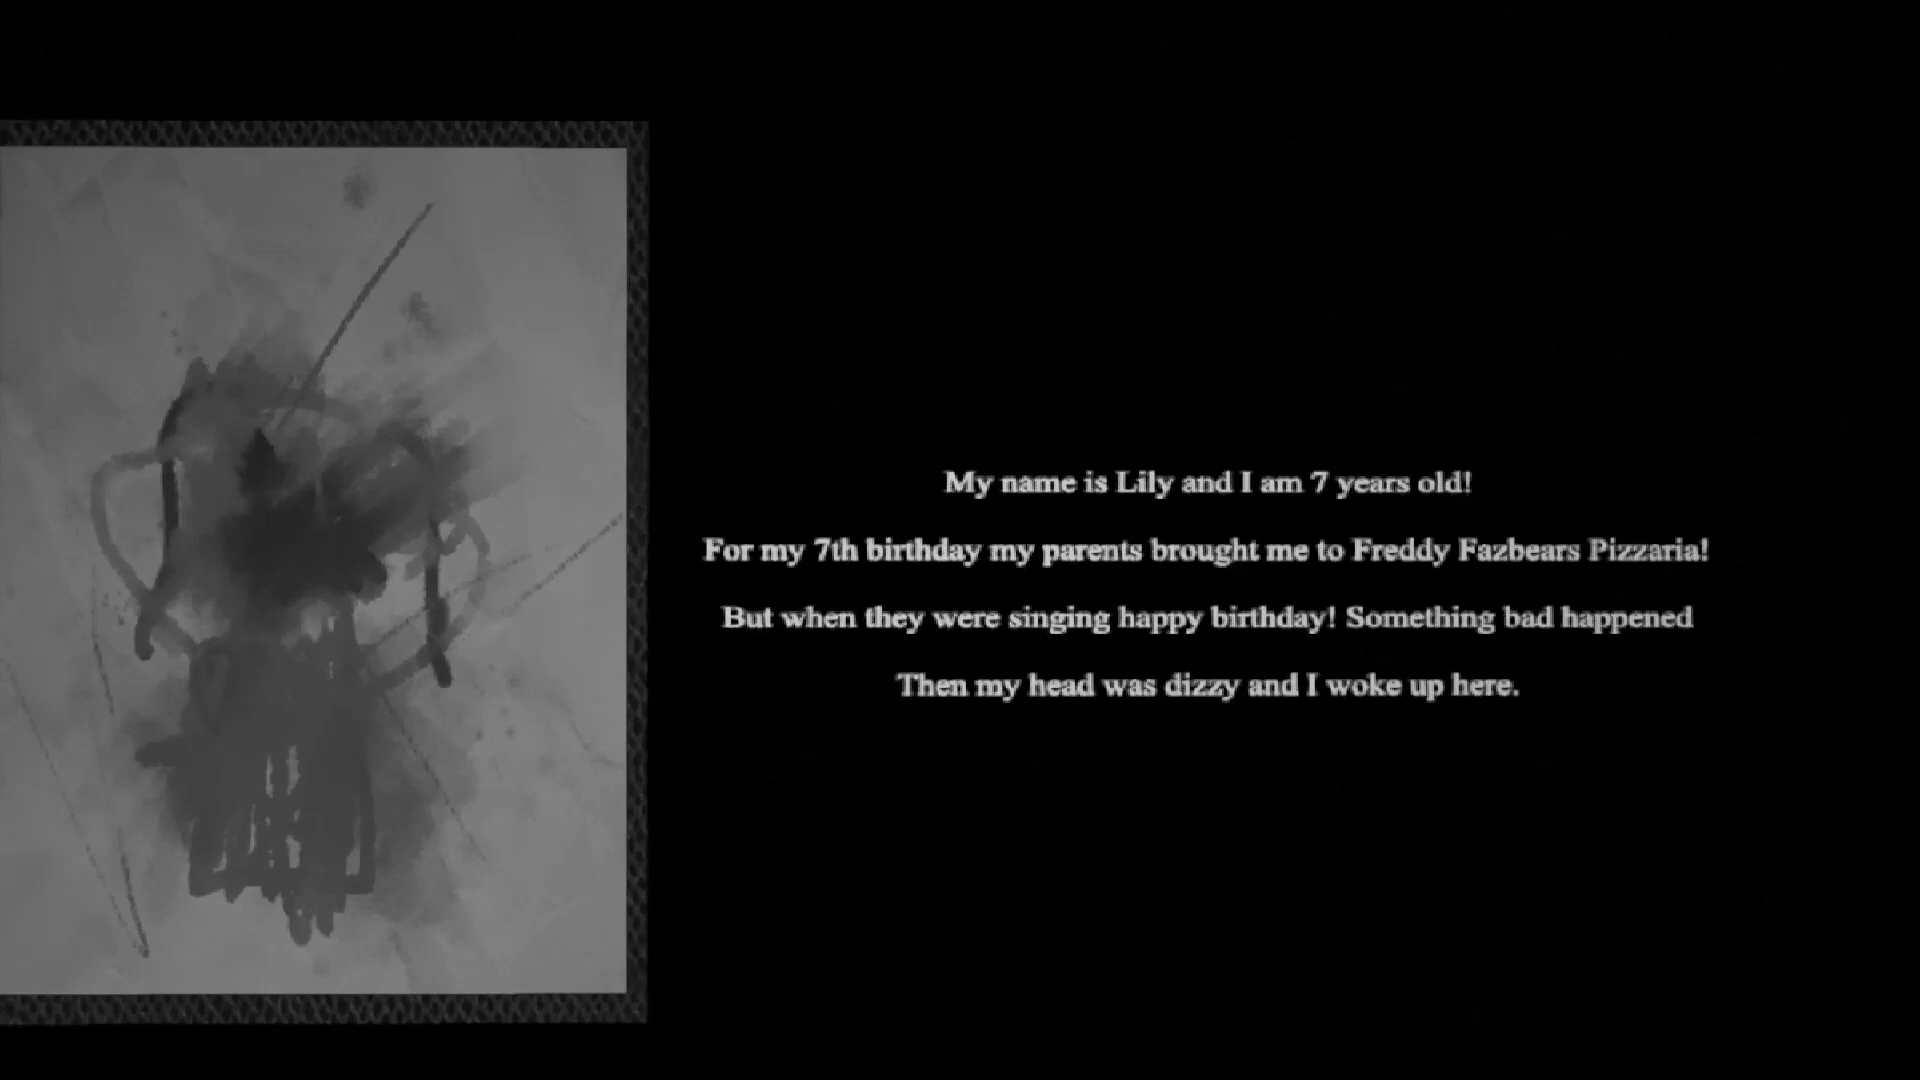 My name is Lily and I am 7 years old!
For my 7th birthday my parents brought me to Freddy Fazbears Pizzaria!
But when they were singing happy birthday! Something bad happened
Then my head was dizzy and I woke up here.